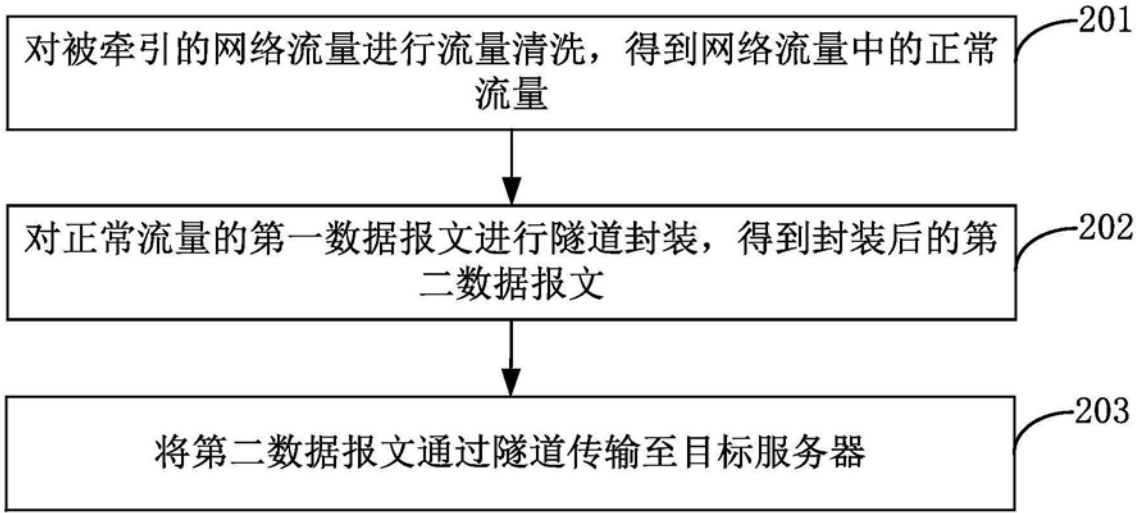 201
对被牵引的网络流量进行流量清洗，得到网络流量中的正常
流量
202
对正常流量的第一数据报文进行隧道封装，得到封装后的第
二数据报文
203
将第二数据报文通过隧道传输至目标服务器